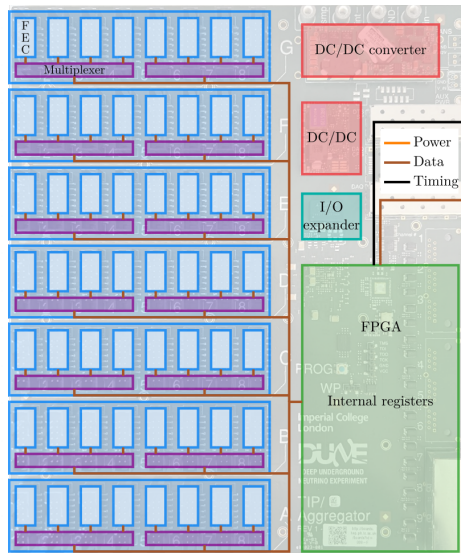 F
E
C
Multiplexer
G
DC/DC converter
F
DC/DC
Power
Data
Timing
I/O
expander
D
FPGA
C
PROG
WP
Internal registers
Imperial College
London
B
DUNE
DEEP UNDERGROUND
NEUTRINO EXPERIMENT
A
TIP/
Aggregator